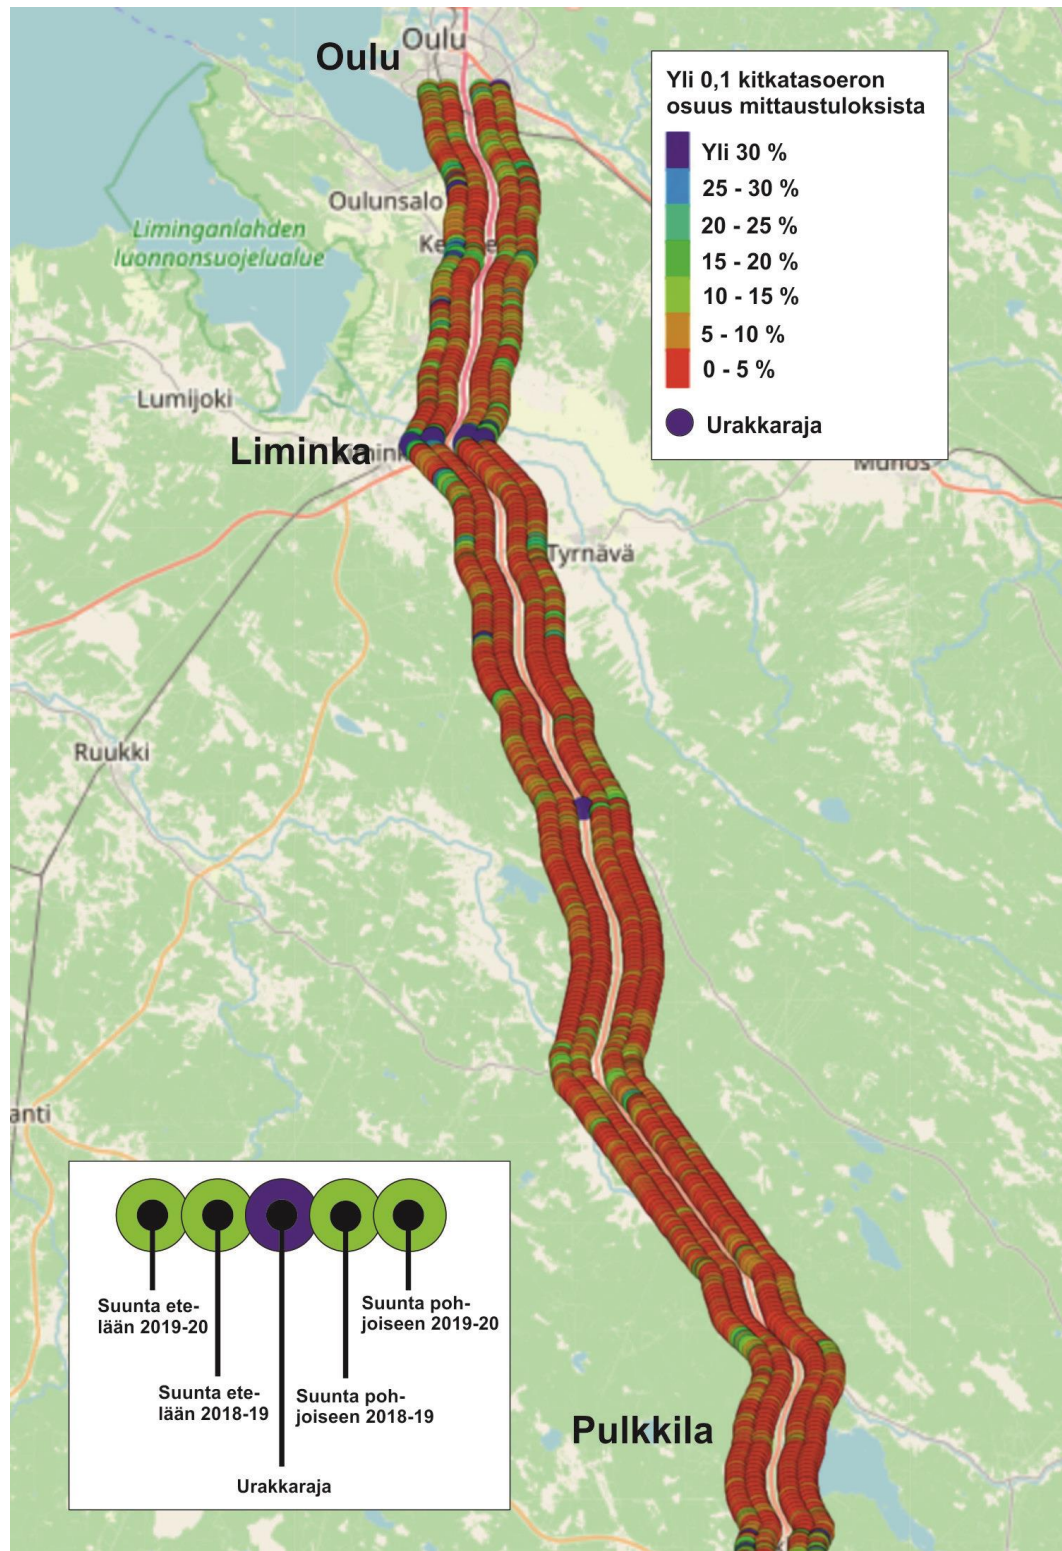 Oulu
Oulu
Yli 0,1 kitkatasoeron
osuus mittaustuloksista
Yli 30 %
25 - 30 %
20 - 25 %
15 - 20 %
10 - 15 %
5 - 10 %
0 - 5 %
Urakkaraja
Oulunsalo
Liminganlahden
luonnonsuojelualue
Lumijoki
Liminka
Tyrnävä
Ruukki
Suunta ete-
lään 2019-20
Suunta poh-
joiseen 2019-20
Suunta ete-
lään 2018-19
Suunta poh-
joiseen 2018-19
Urakkaraja
Pulkkila